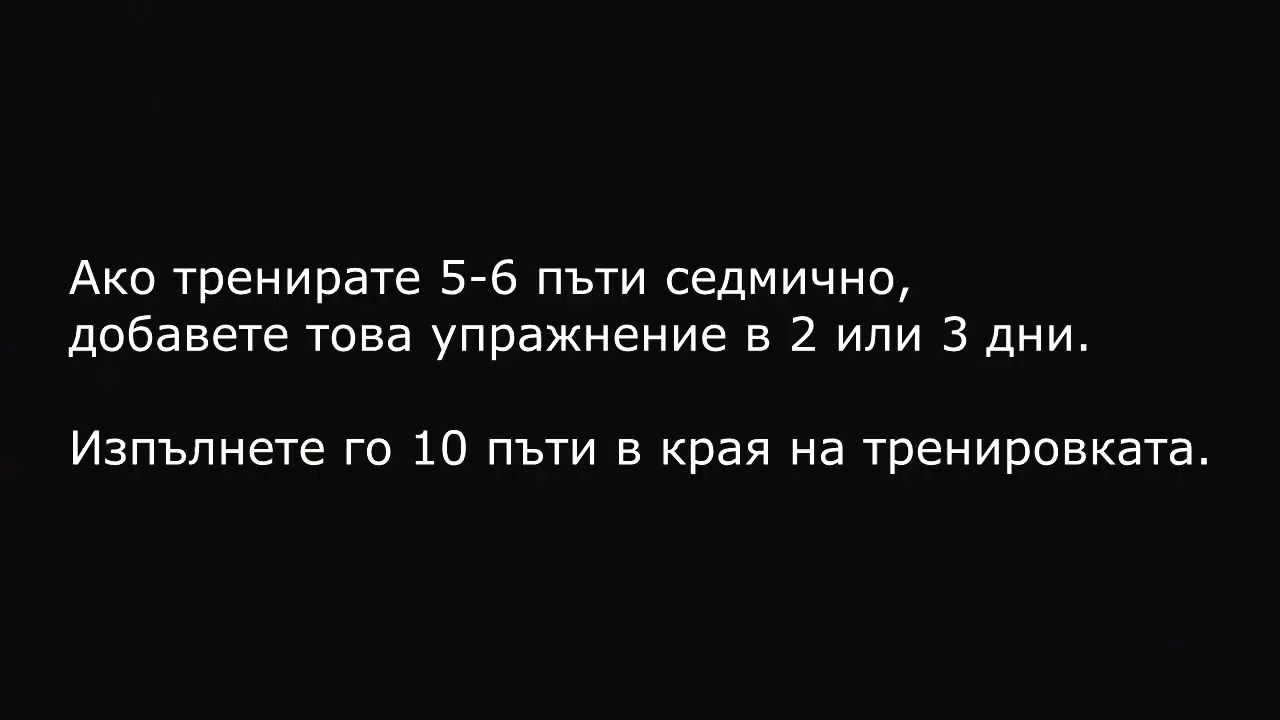 Ако тренирате 5-6 пъти седмично,
добавете това упражнение в 2 или 3 дни.
Изпълнете го 10 пъти в края на тренировката.